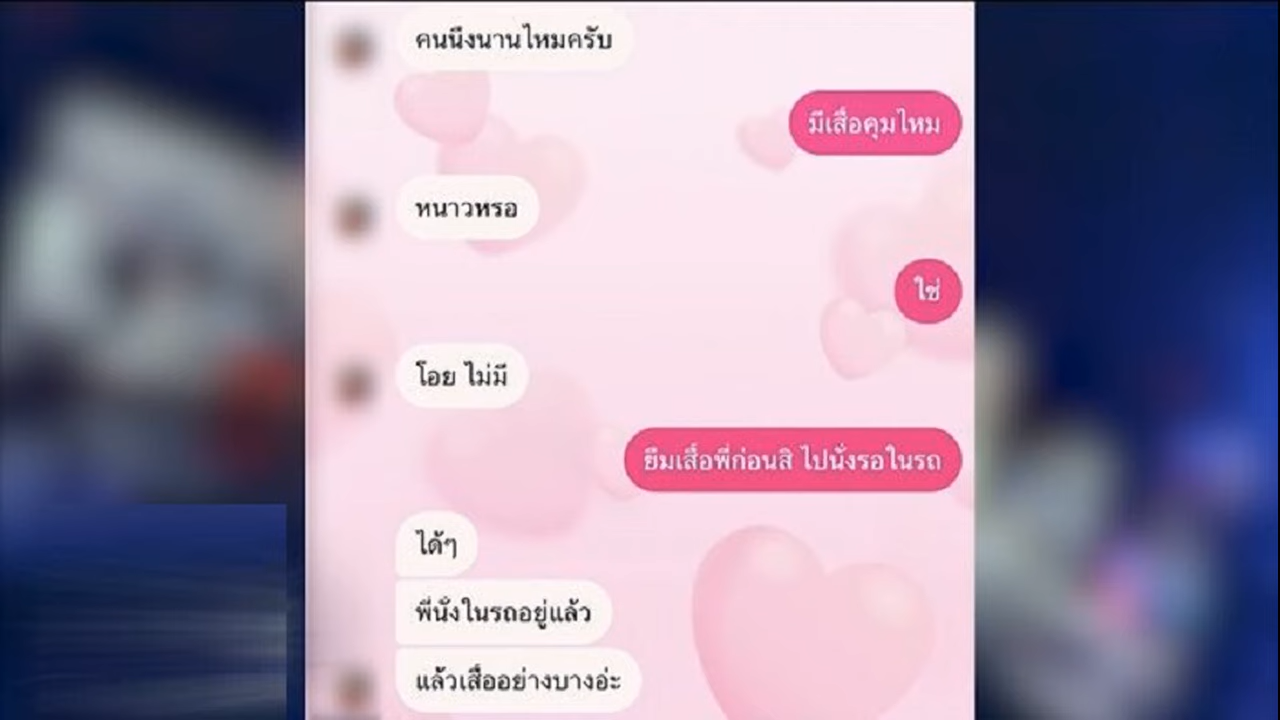 คนนึงนานไหมครับ
มีเสื้อคุมไหม
หนาวหรอ
ใช่
โอย ไม่มี
ยืมเสื้อพี่ก่อนสิ ไปนั่งรอในรถ
ได้ๆ
พี่นั่งในรถอยู่แล้ว
แล้วเสื้ออย่างบางอ่ะ